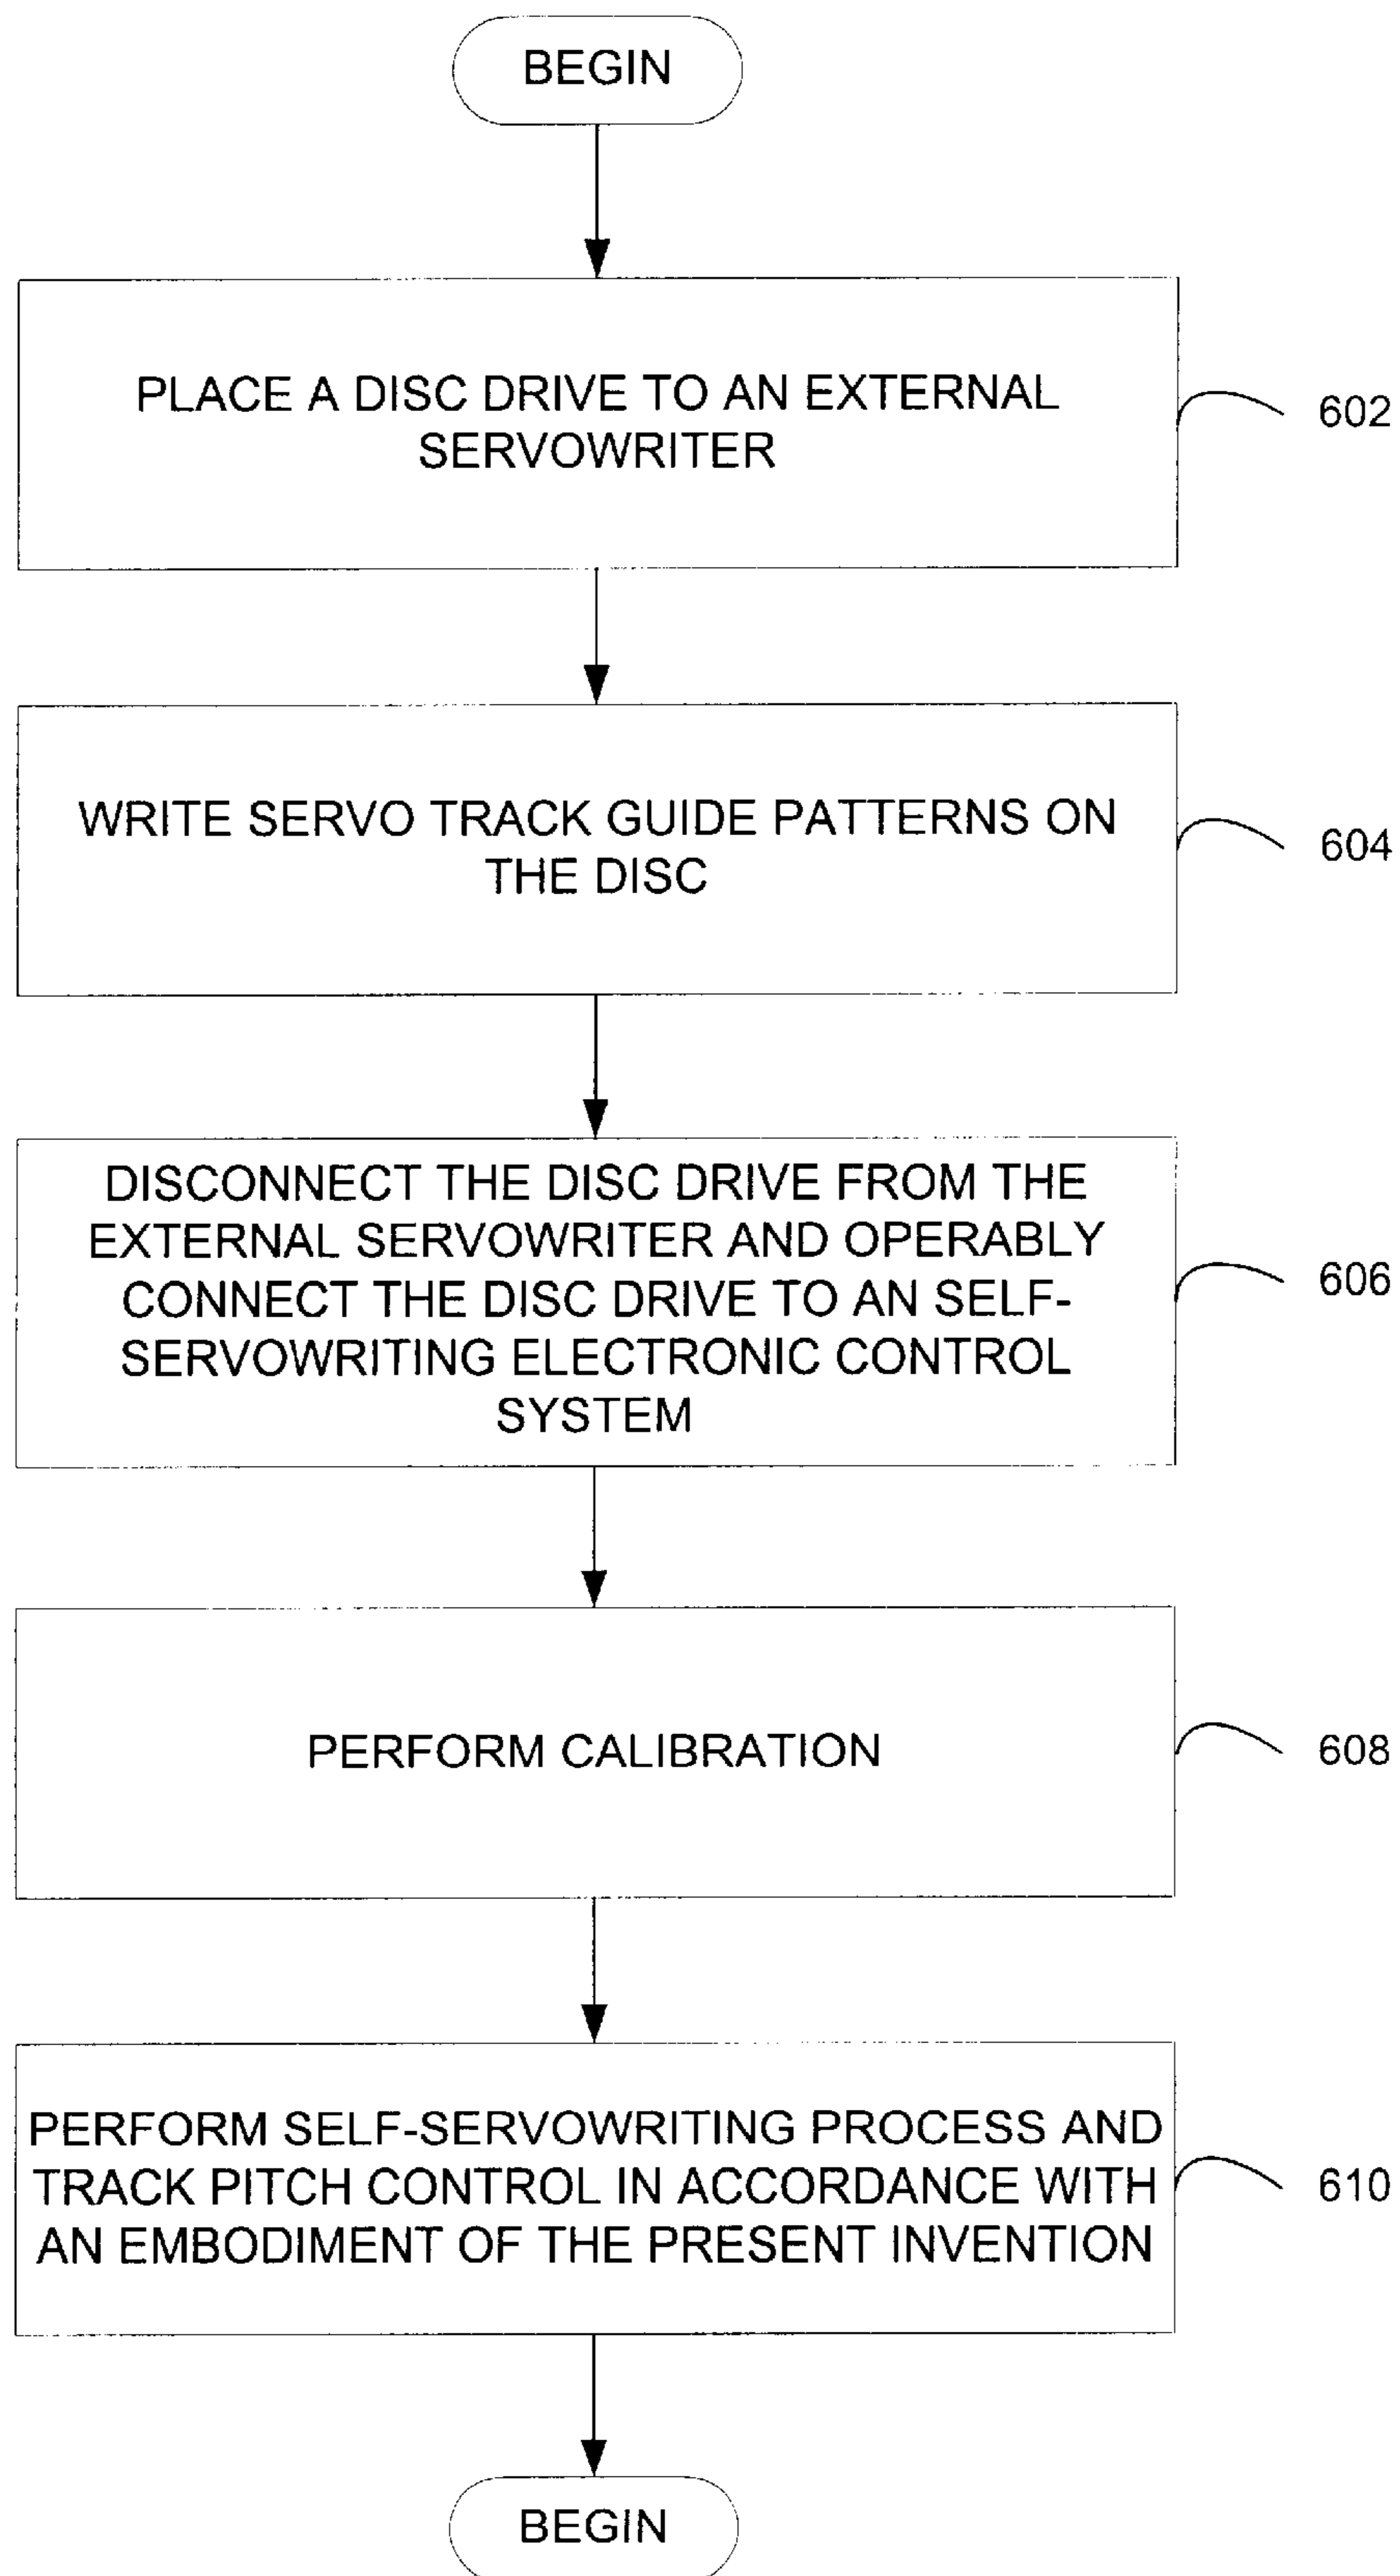 BEGIN
PLACE A DISC DRIVE TO AN EXTERNAL
SERVOWRITER
602
WRITE SERVO TRACK GUIDE PATTERNS ON
THE DISC
604
DISCONNECT THE DISC DRIVE FROM THE
EXTERNAL SERVOWRITER AND OPERABLY
CONNECT THE DISC DRIVE TO AN SELF-
SERVOWRITING ELECTRONIC CONTROL
SYSTEM
606
PERFORM CALIBRATION
608
PERFORM SELF-SERVOWRITING PROCESS AND
TRACK PITCH CONTROL IN ACCORDANCE WITH
AN EMBODIMENT OF THE PRESENT INVENTION
610
BEGIN